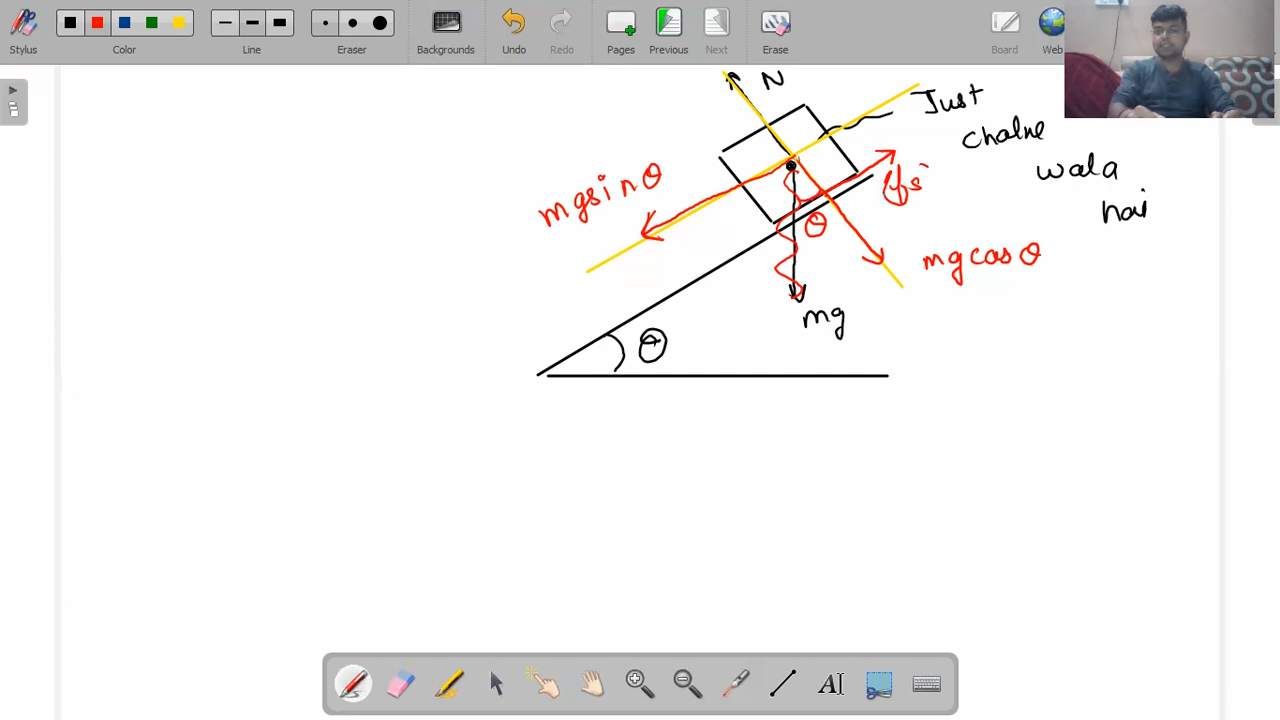 Stylus
Color
Line
Eraser
Backgrounds
Undo
Redo
Pages
Previous
Next
Erase
Board
Web
N
Just
chalne
wala
hai
mgsinθ
fs
θ
mgcosθ
mg
θ
AI